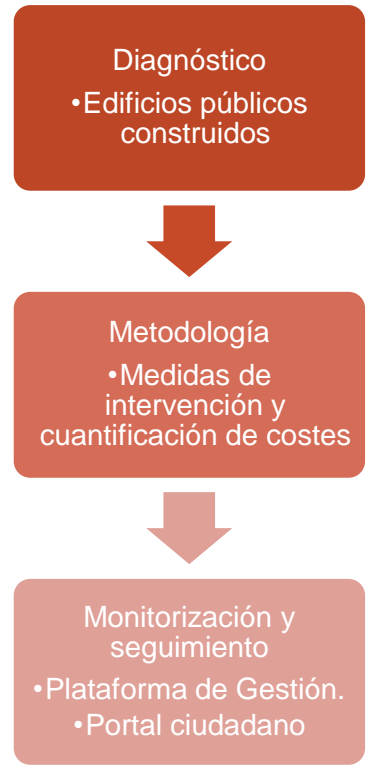 Diagnóstico
•Edificios públicos
construidos
Metodología
•Medidas de
intervención y
cuantificación de costes
Monitorización y
seguimiento
•Plataforma de Gestión.
•Portal ciudadano